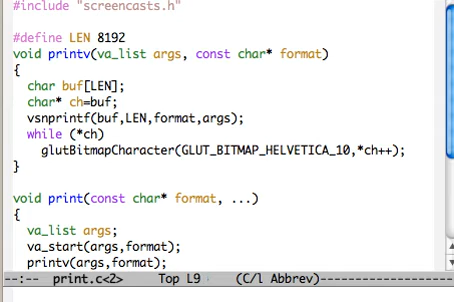 #include "screencasts.h"
#define LEN 8192
void printv(va_list args, const char* format)
{
char buf[LEN];
char* ch=buf;
vsnprintf(buf,LEN,format,args);
while (*ch)
glutBitmapCharacter(GLUT_BITMAP_HELVETICA_10,*ch++);
}
void print(const char* format, ...)
{
va_list args;
va_start(args,format);
printv(args,format);
--:-- print.c<2> Top L9 (C/l Abbrev)------------------